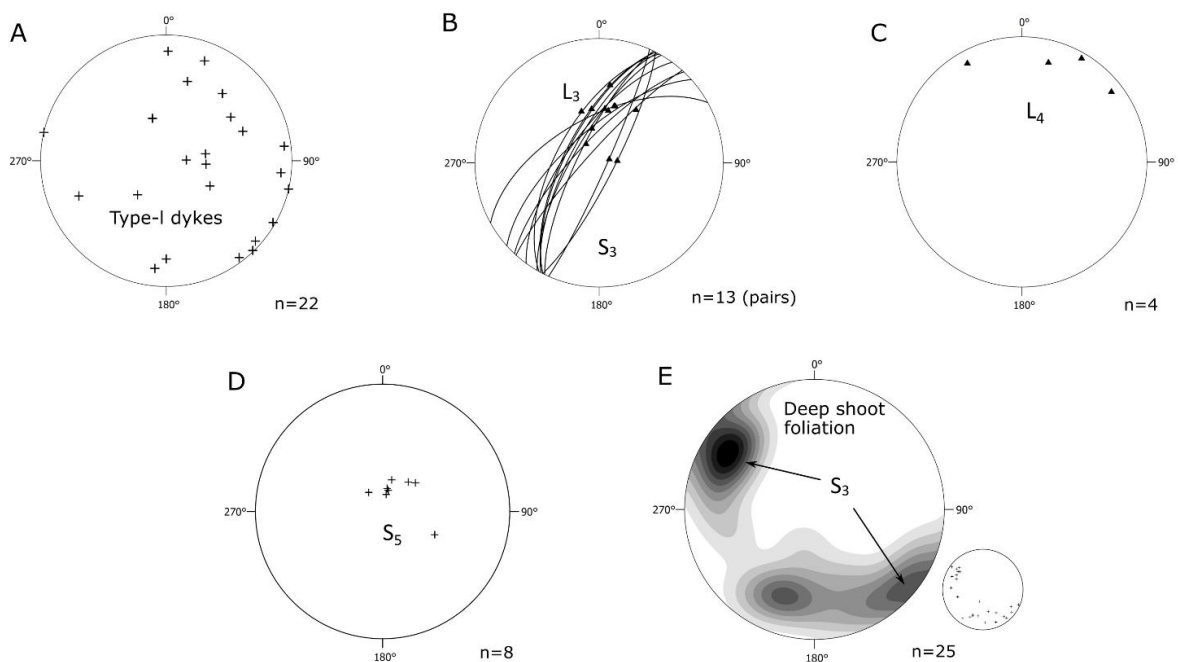 A
0°
270°
90°
Type-I dykes
180°
n=22
B
0°
L₃
270°
90°
S₃
180°
n=13 (pairs)
C
0°
L₄
270°
90°
180°
n=4
D
0°
270°
90°
S₅
180°
n=8
E
0°
Deep shoot
foliation
S₃
270°
90°
180°
n=25